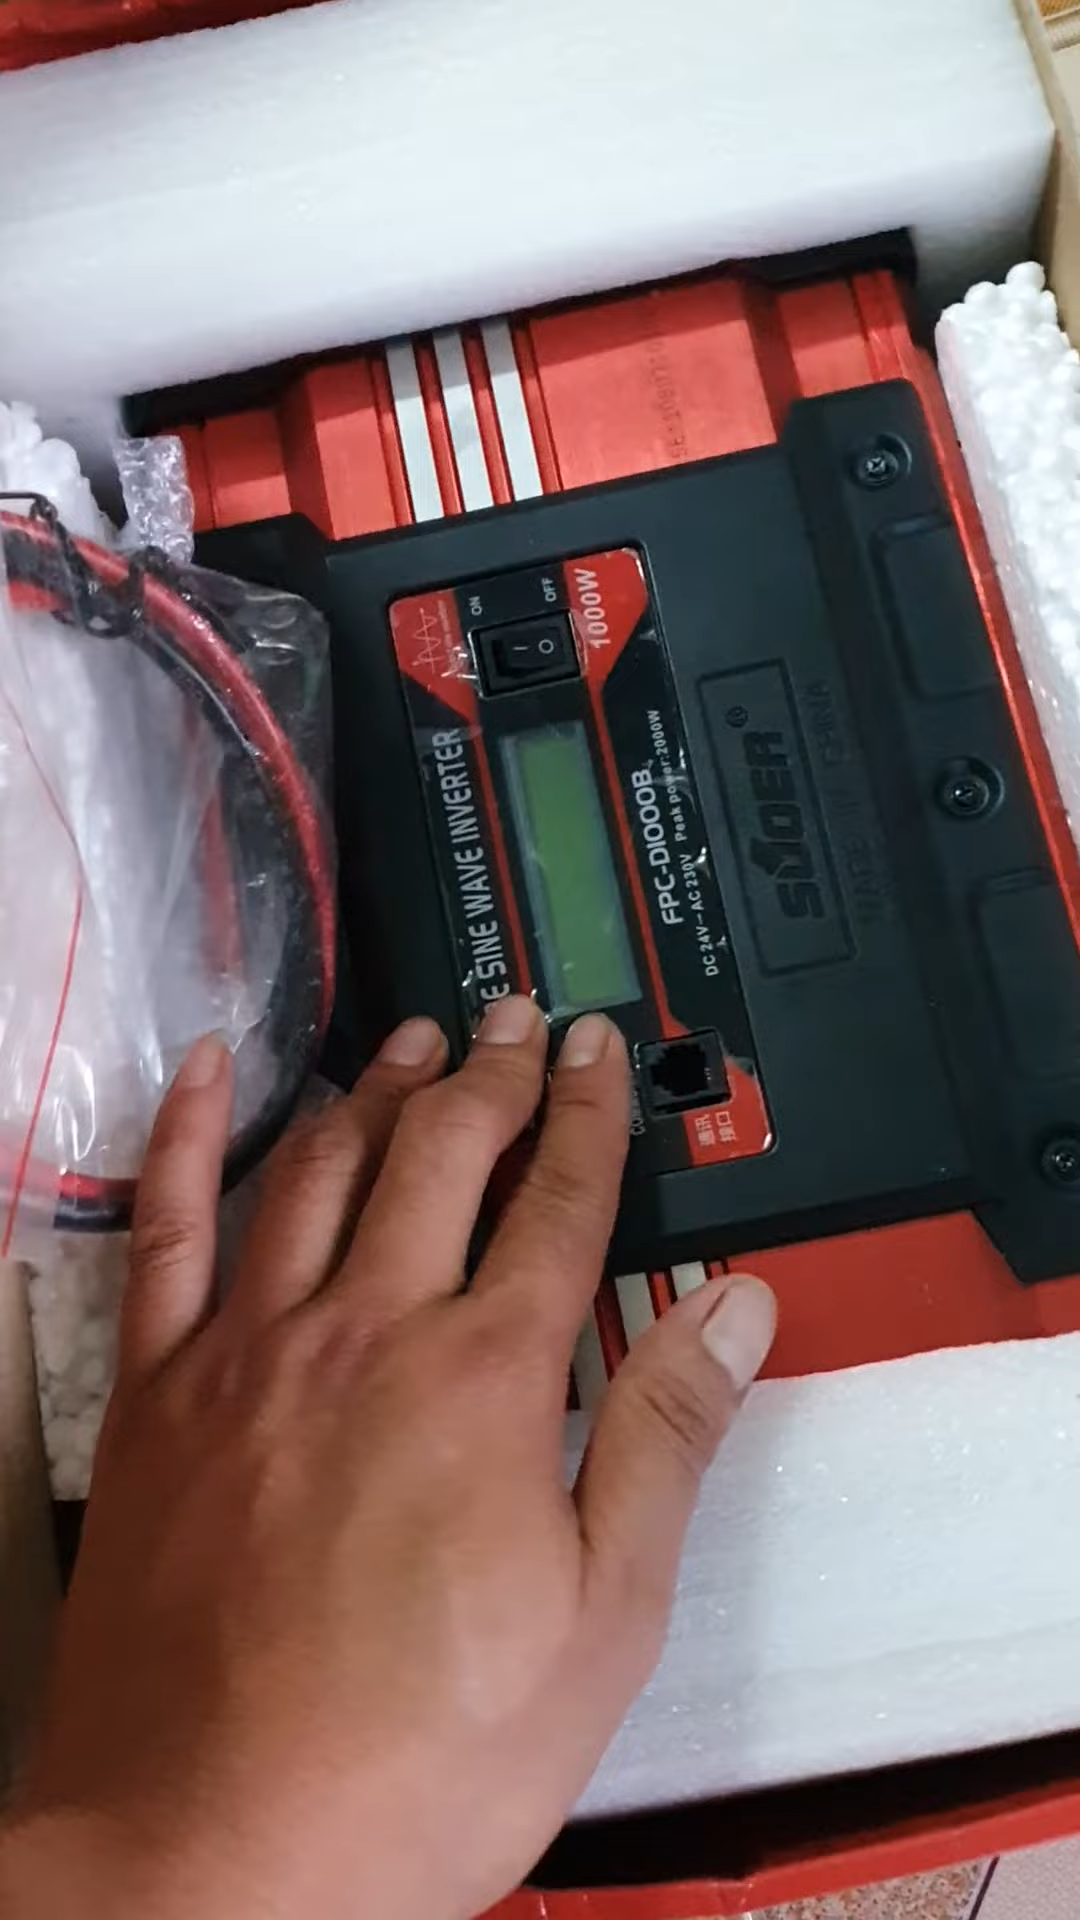 ON
OFF
1000W
SINE WAVE INVERTER
FPC-D1000B
DC 24V-AC 230V Peak power:2000W
SUOER®
通讯
接口